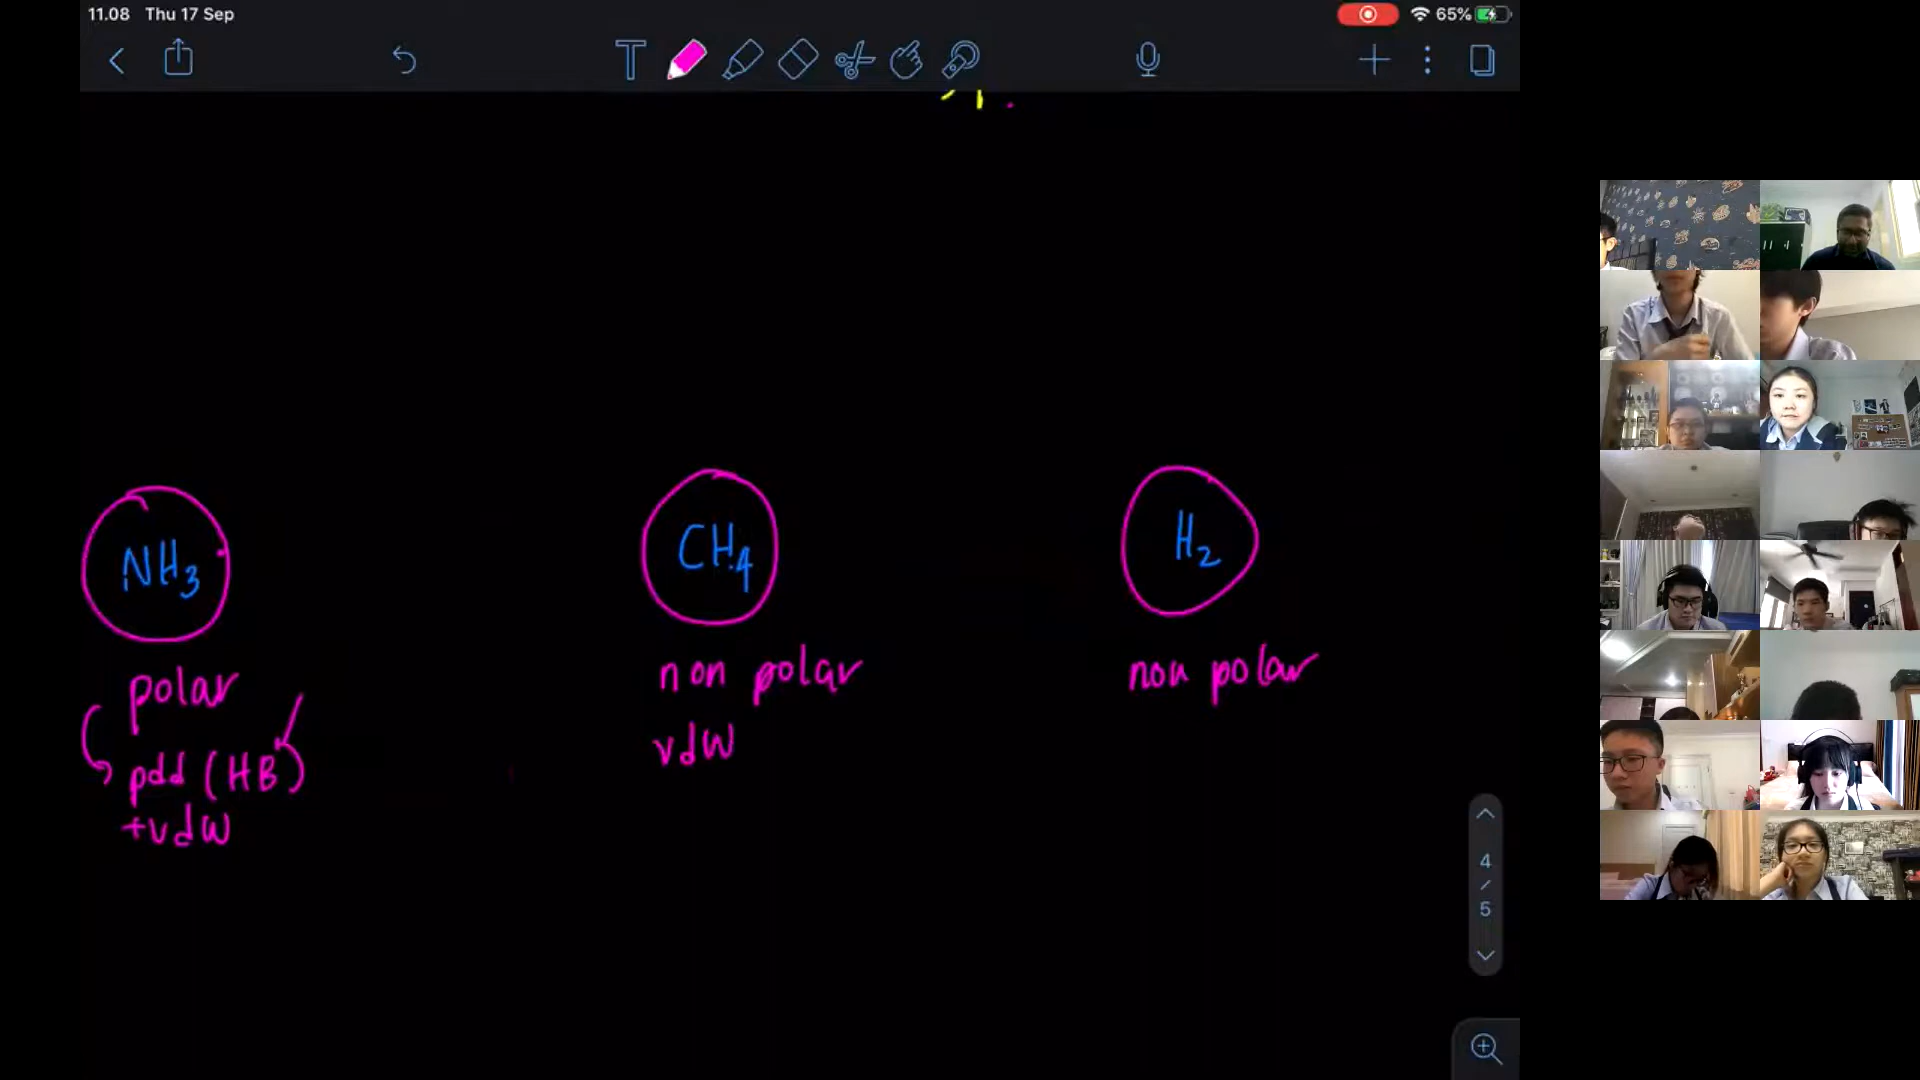 11.08 Thu 17 Sep
65%
T
NH3
CH4
H2
polar
non polar
non polar
pdd (HB)
vdW
+vdW
4
/
5